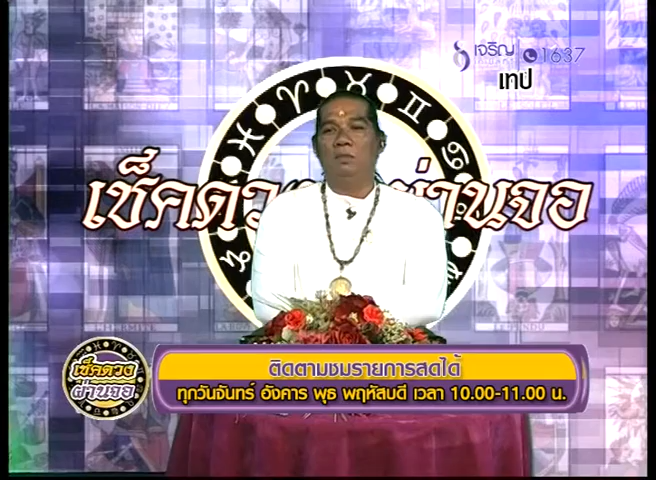 เจริญ
1637
เทป
เช็คดวง
ผ่านจอ
ติดตามชมรายการสดได้
ทุกวันจันทร์ อังคาร พุธ พฤหัสบดี เวลา 10.00-11.00 น.
เช็คดวง
ผ่านจอ